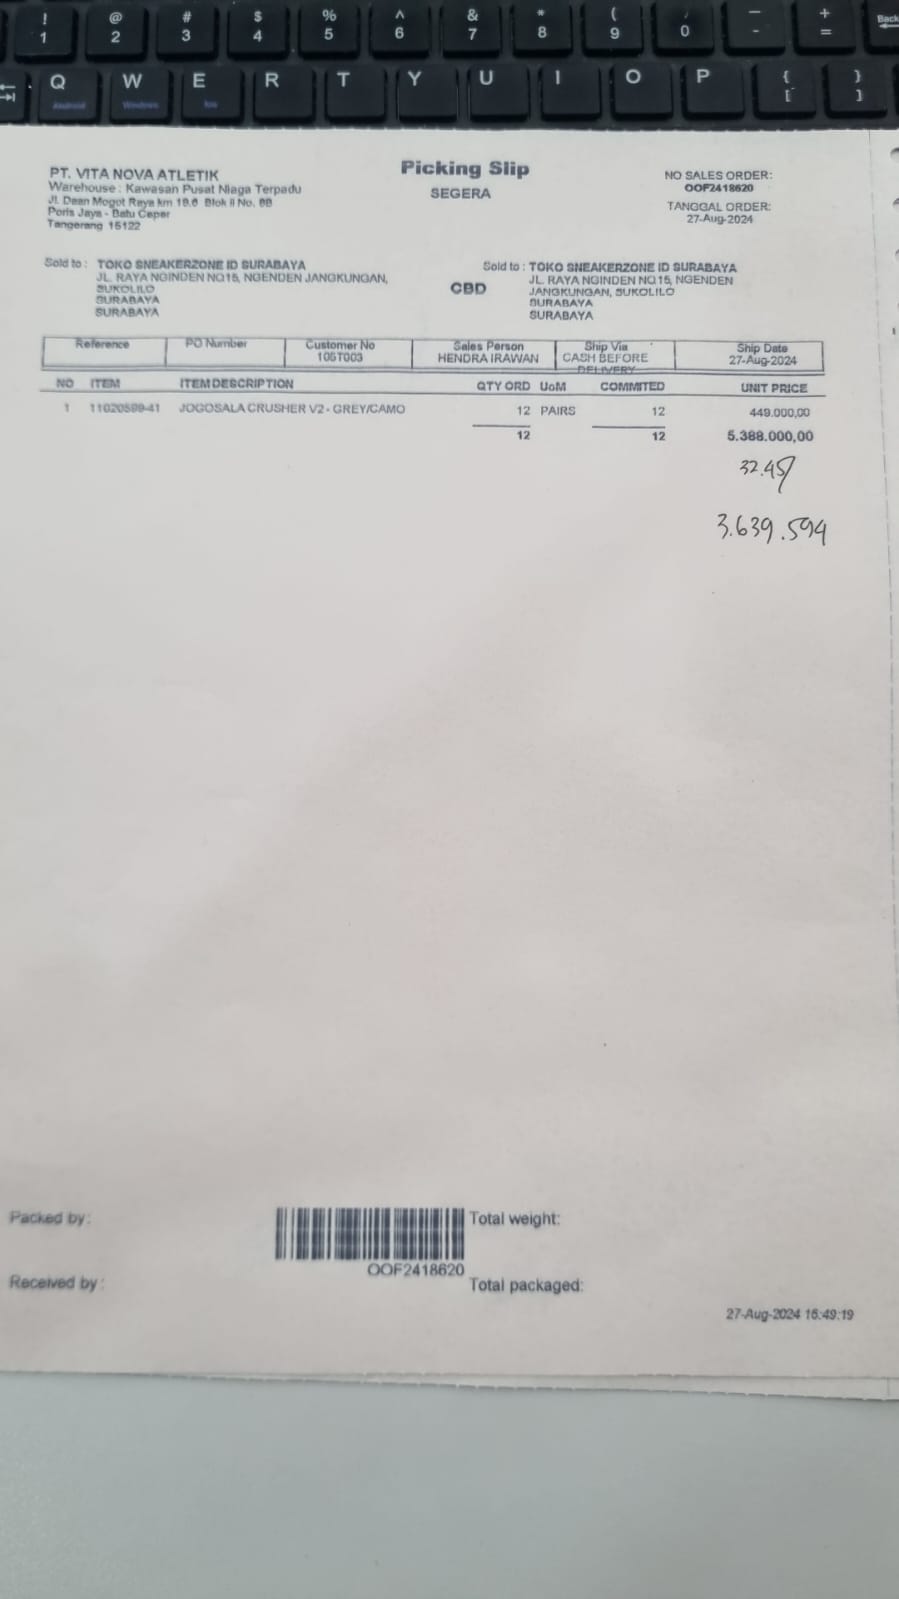 ! @ # $ % ^ & * ( ) — +
1 2 3 4 5 6 7 8 9 0 - = Back
Q W E R T Y U I O P { }
Android Windows Ios [ ]
Picking Slip
SEGERA
PT. VITA NOVA ATLETIK
Warehouse : Kawasan Pusat Niaga Terpadu
Jl. Daan Mogot Raya km 19.6 Blok II No. 8B
Poris Jaya - Batu Ceper
Tangerang 15122
NO SALES ORDER:
OOF2418620
TANGGAL ORDER:
27-Aug-2024
Sold to : TOKO SNEAKERZONE ID SURABAYA
JL. RAYA NGINDEN NO15, NGENDEN JANGKUNGAN,
SUKOLILO
SURABAYA
SURABAYA
CBD
Sold to : TOKO SNEAKERZONE ID SURABAYA
JL. RAYA NGINDEN NO.15, NGENDEN
JANGKUNGAN, SUKOLILO
SURABAYA
SURABAYA
Reference PO Number Customer No Sales Person Ship Via Ship Date
10ST003 HENDRA IRAWAN CASH BEFORE 27-Aug-2024
DELIVERY
NO ITEM ITEM DESCRIPTION QTY ORD UoM COMMITED UNIT PRICE
1 JOGOSALA CRUSHER V2 - GREY/CAMO 12 PAIRS 12 449.000,00
12 12 5.388.000,00
32.45
3.639.594
Packed by: Total weight:
OOF2418620
Received by : Total packaged:
27-Aug-2024 16:49:19